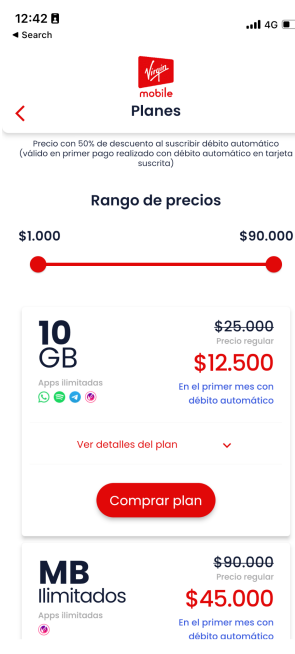 12:42
◄ Search
4G
Virgin
mobile
Planes
Precio con 50% de descuento al suscribir débito automático
(válido en primer pago realizado con débito automático en tarjeta
suscrita)
Rango de precios
$1.000
$90.000
10
GB
$25.000
Precio regular
$12.500
Apps ilimitadas
En el primer mes con
débito automático
Ver detalles del plan
Comprar plan
MB
Ilimitados
$90.000
Precio regular
$45.000
Apps ilimitadas
En el primer mes con
débito automático